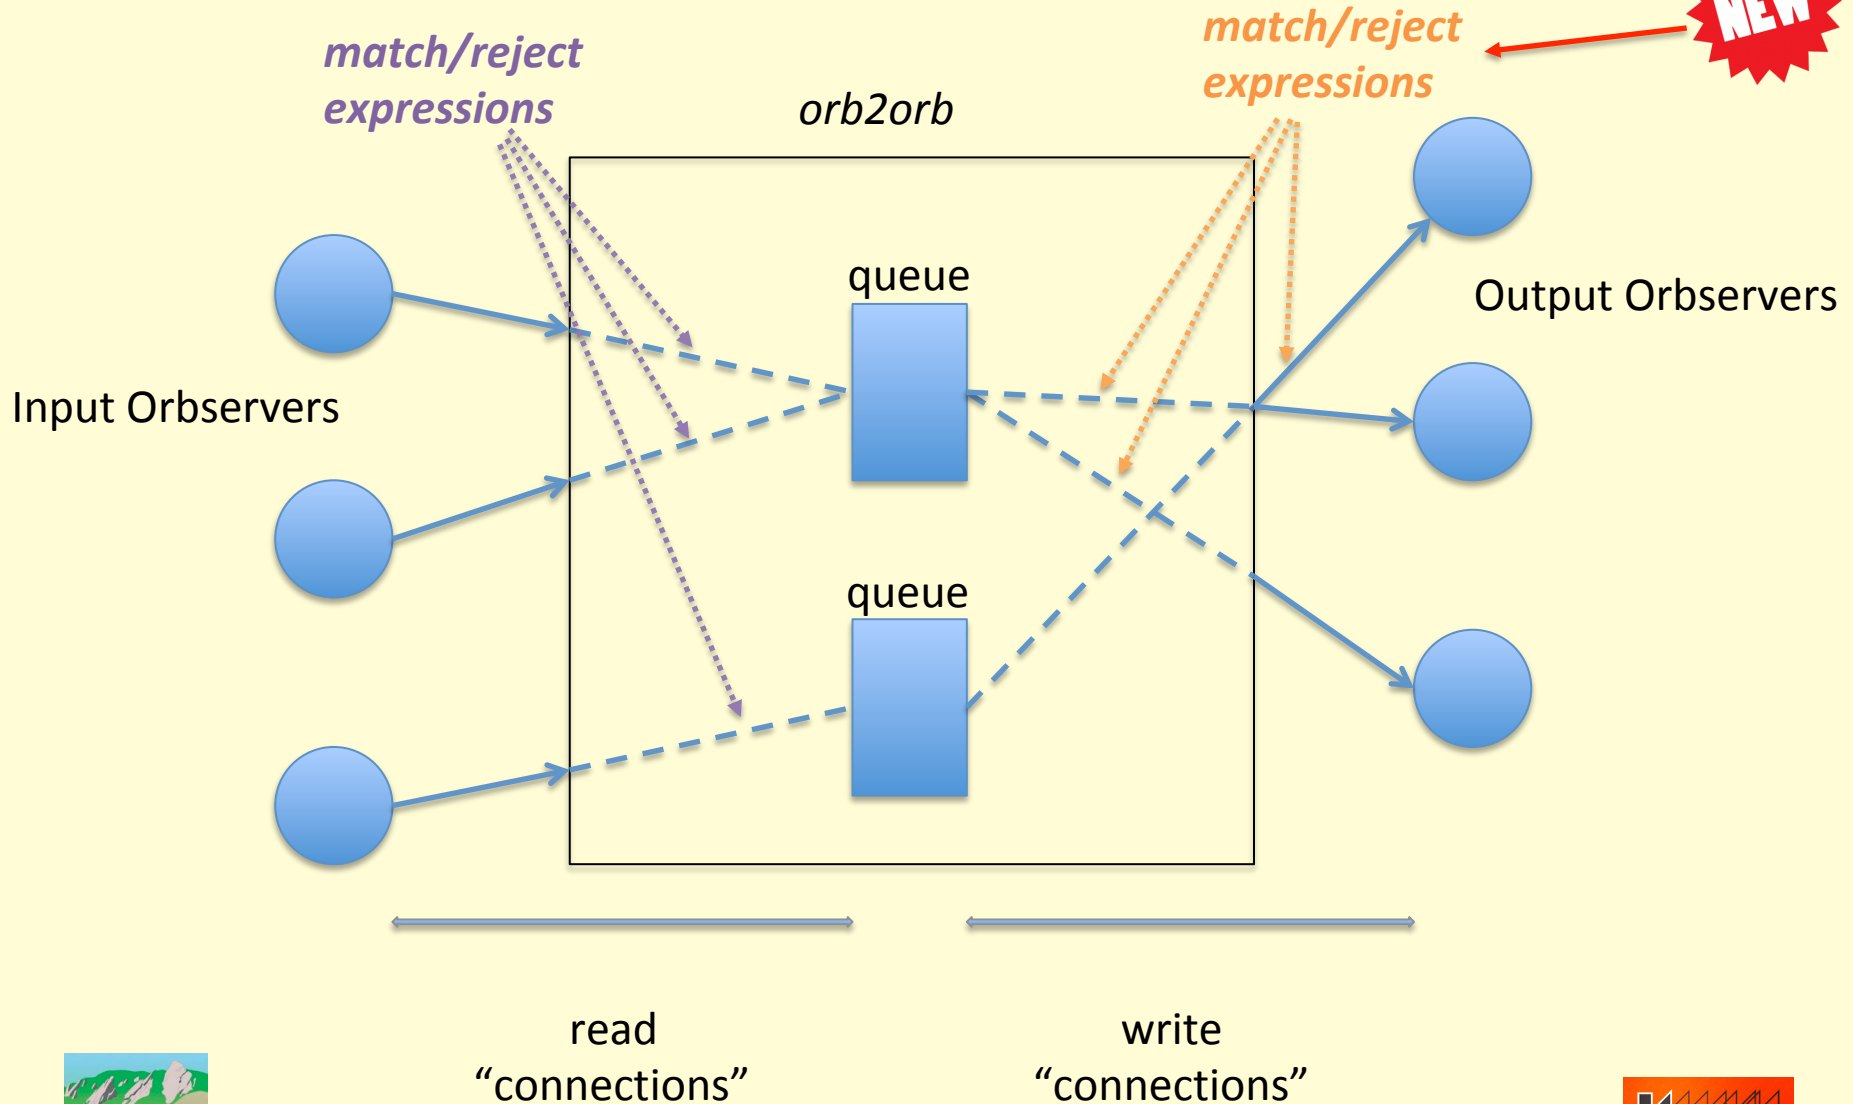 match/reject
expressions
match/reject
expressions
NEW
orb2orb
queue
Output Orbservers
Input Orbservers
queue
read
“connections”
write
“connections”